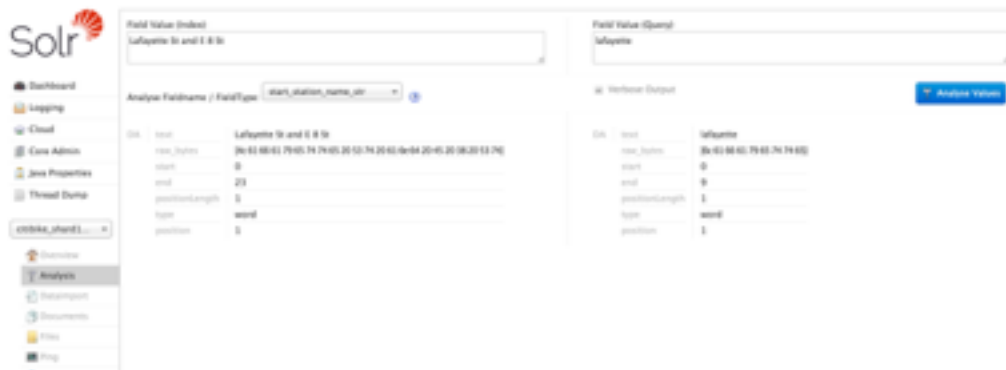 Solr
Dashboard
Logging
Cloud
Core Admin
Java Properties
Thread Dump
citibike_shard1_...
Overview
Analysis
Dataimport
Documents
Files
Ping
Field Value (Index)
Lafayette St and E 8 St
Analyse Fieldname / FieldType:
start_station_name_str
Field Value (Query)
lafayette
Verbose Output
Analyse Values
text
Lafayette St and E 8 St
raw_bytes
start
0
end
23
positionLength
1
type
word
position
1
text
lafayette
raw_bytes
start
0
end
9
positionLength
1
type
word
position
1